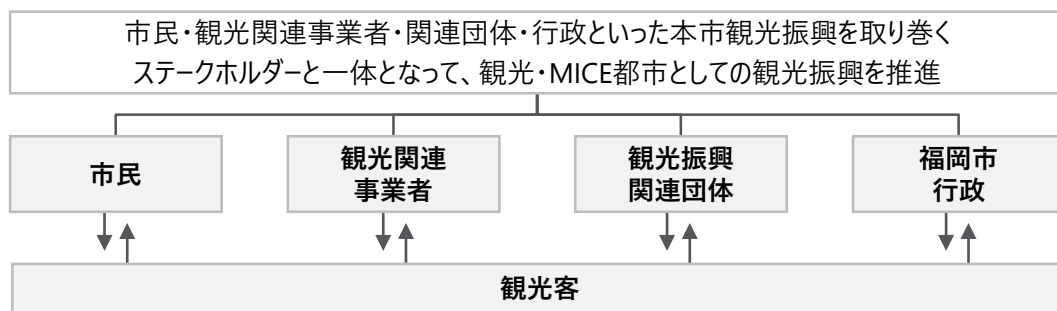 市民・観光関連事業者・関連団体・行政といった本市観光振興を取り巻く
ステークホルダーと一体となって、観光・MICE都市としての観光振興を推進
市民
観光関連
事業者
観光振興
関連団体
福岡市
行政
観光客